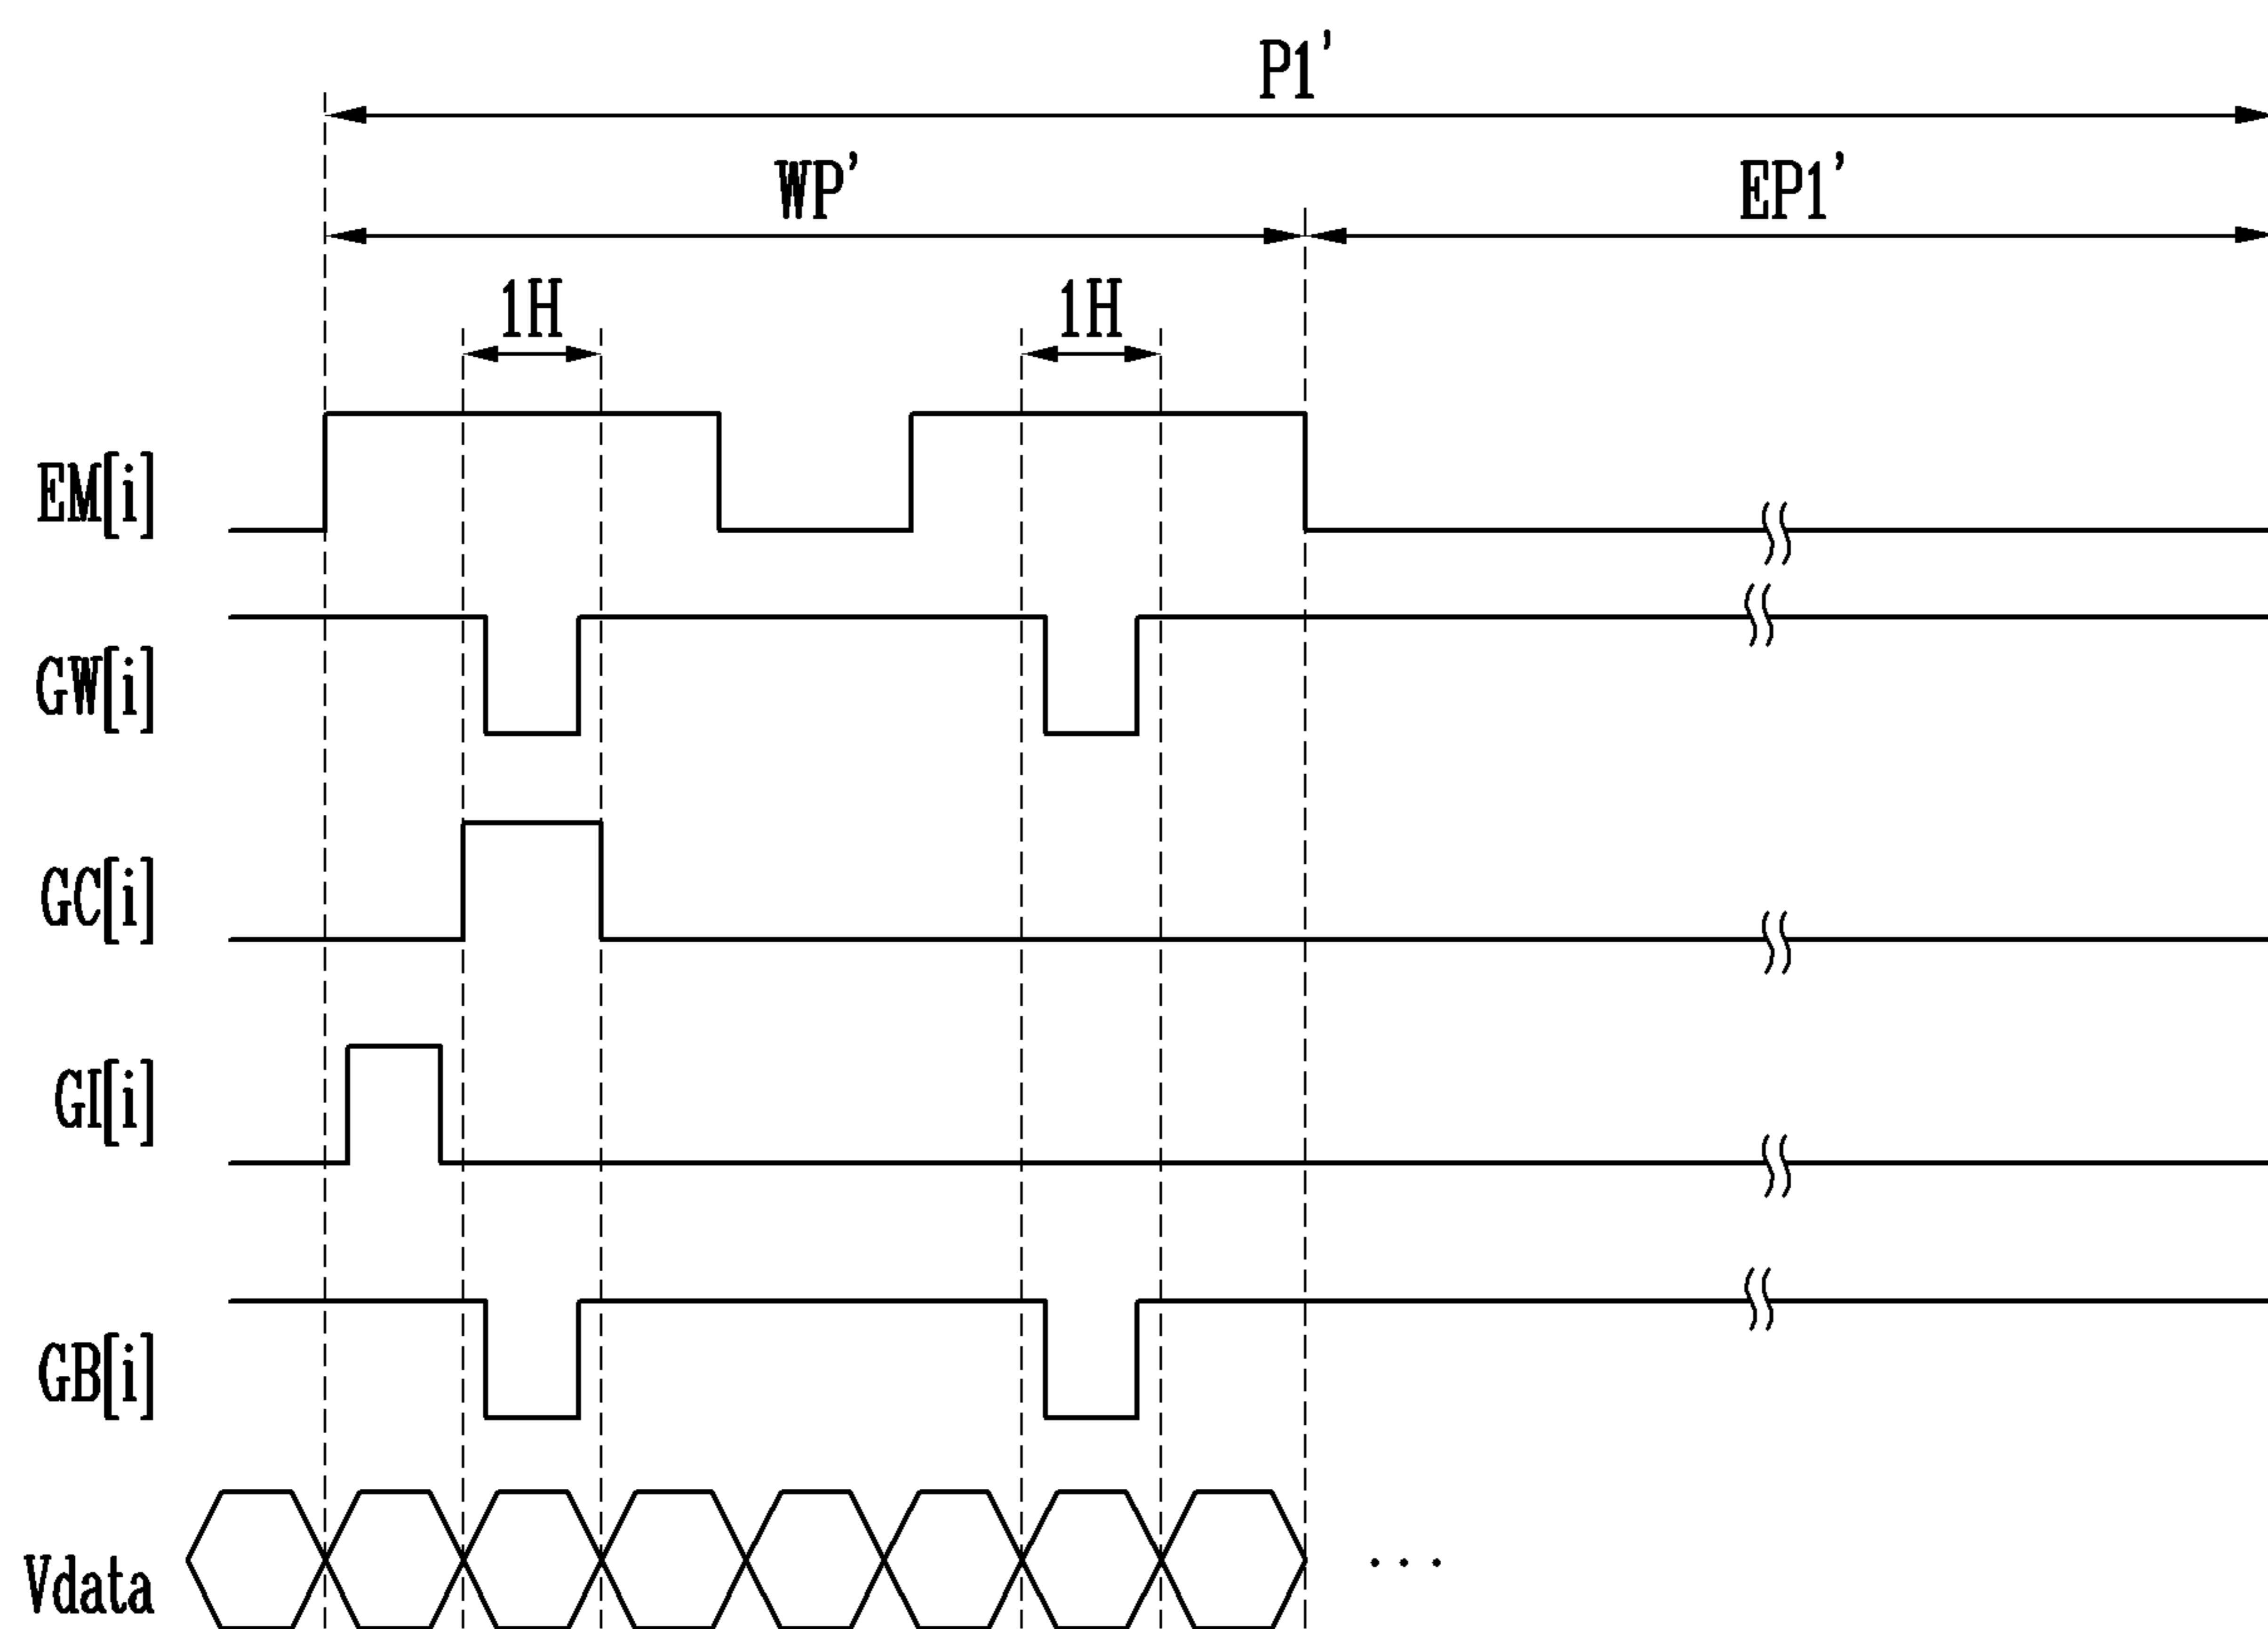 P1'
WP' EP1'
1H 1H
EM[i]
GW[i]
GC[i]
GI[i]
GB[i]
Vdata ...